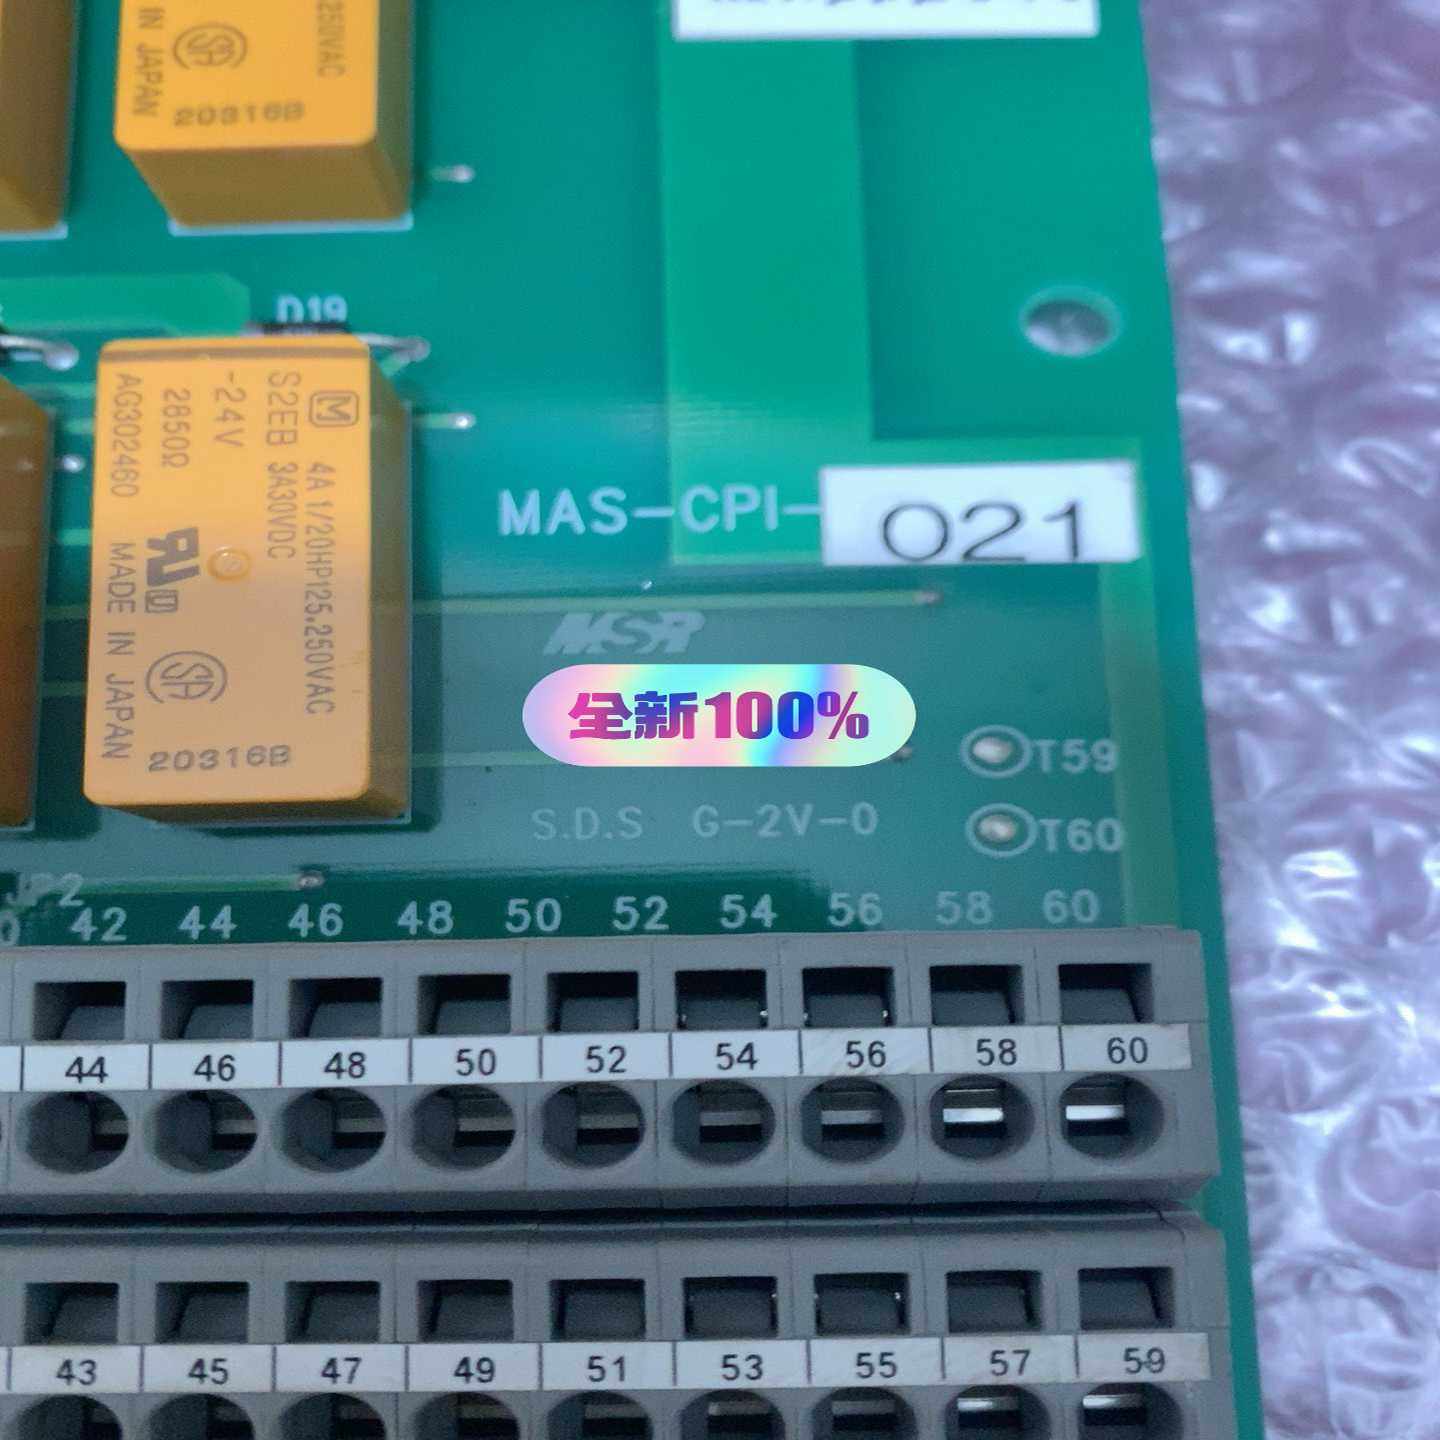 250VAC
IN JAPAN
20316B
D19
S2EB
-24V
2850Ω
AG302460
4A 1/20HP125.250VAC
3A30VDC
MADE IN JAPAN
20316B
MAS-CPI-021
MSR
全新100%
T59
S.D.S G-2V-0
T60
JP2
42 44 46 48 50 52 54 56 58 60
44 46 48 50 52 54 56 58 60
43 45 47 49 51 53 55 57 59